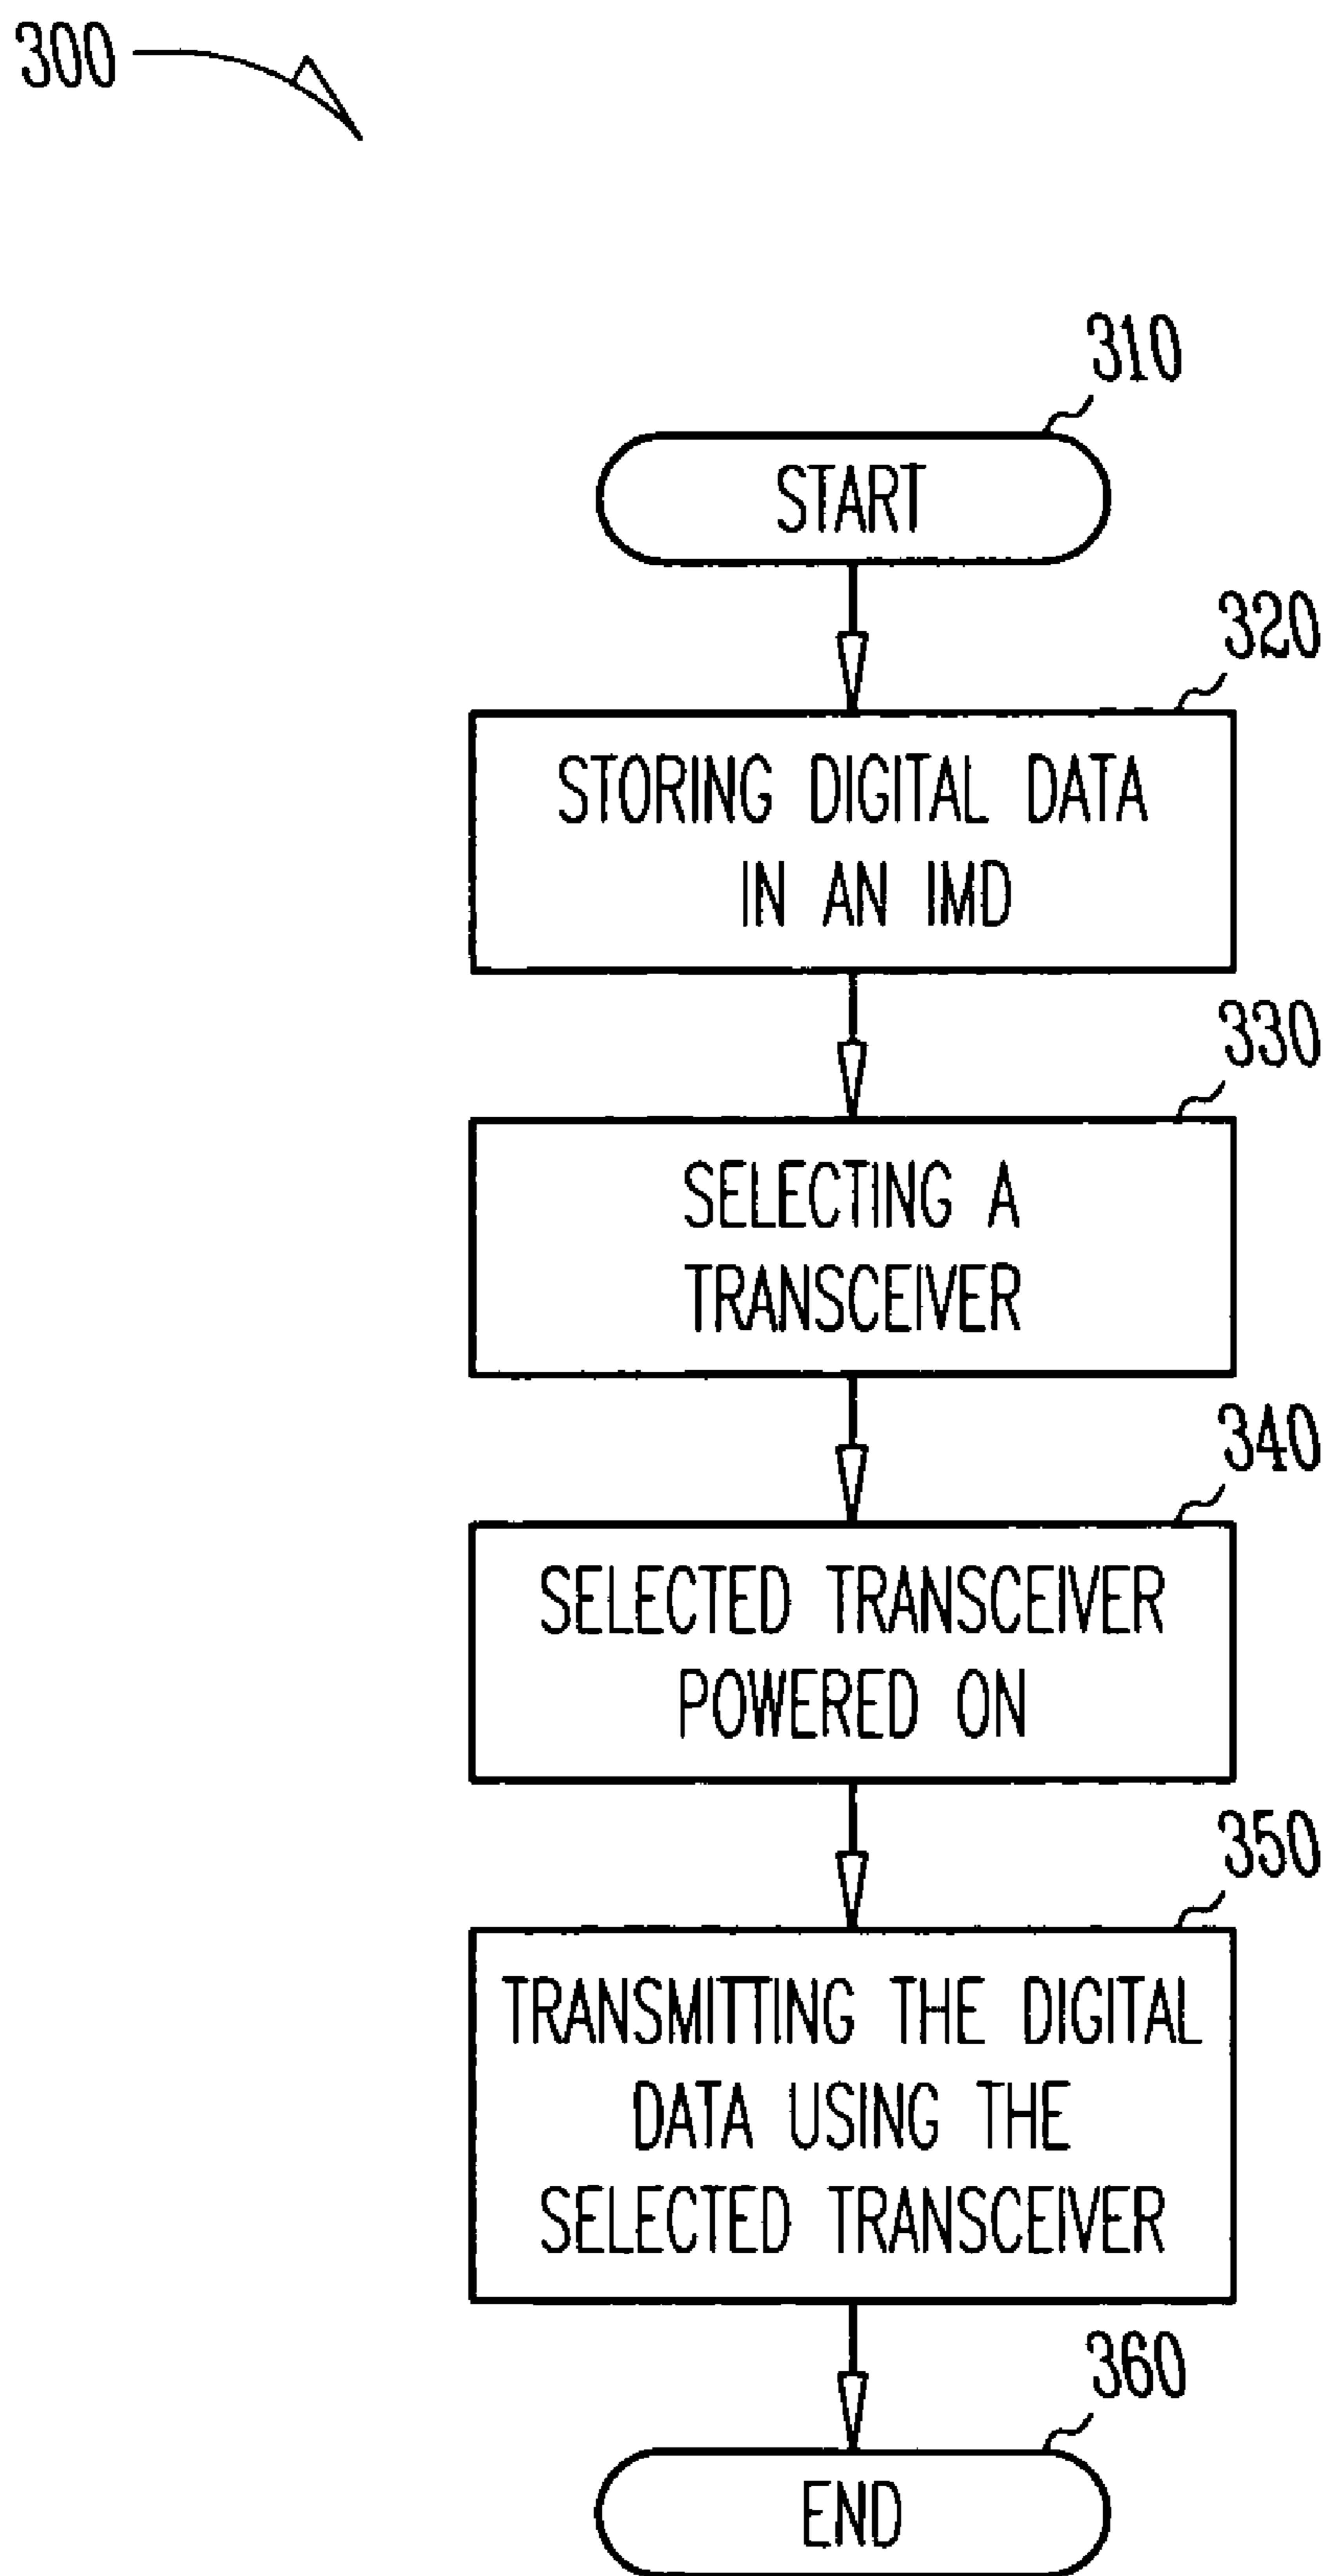 300
310
START
320
STORING DIGITAL DATA
IN AN IMD
330
SELECTING A
TRANSCEIVER
340
SELECTED TRANSCEIVER
POWERED ON
350
TRANSMITTING THE DIGITAL
DATA USING THE
SELECTED TRANSCEIVER
360
END